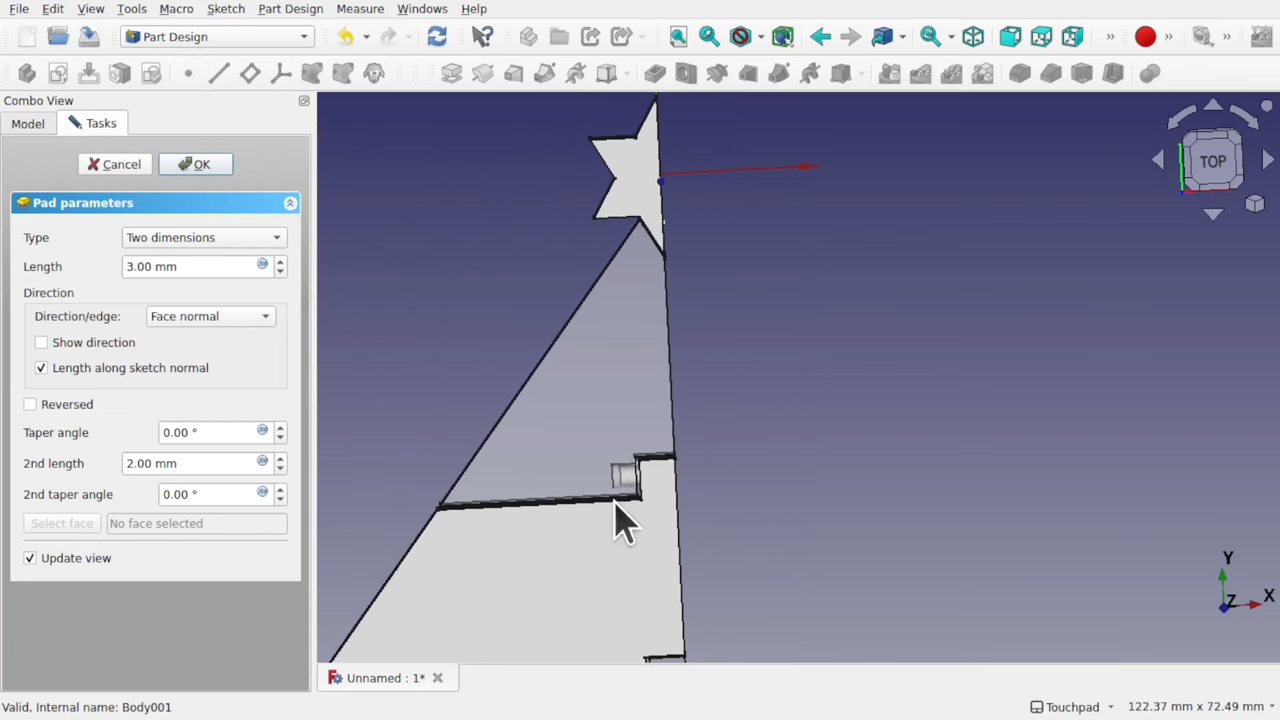 File Edit View Tools Macro Sketch Part Design Measure Windows Help
Part Design
Combo View
Model Tasks
Cancel OK
Pad parameters
Type Two dimensions
Length 3.00 mm
Direction
Direction/edge: Face normal
Show direction
Length along sketch normal
Reversed
Taper angle 0.00 °
2nd length 2.00 mm
2nd taper angle 0.00 °
Select face No face selected
Update view
TOP
Y
Z X
Unnamed : 1*
Valid, Internal name: Body001 Touchpad 122.37 mm x 72.49 mm